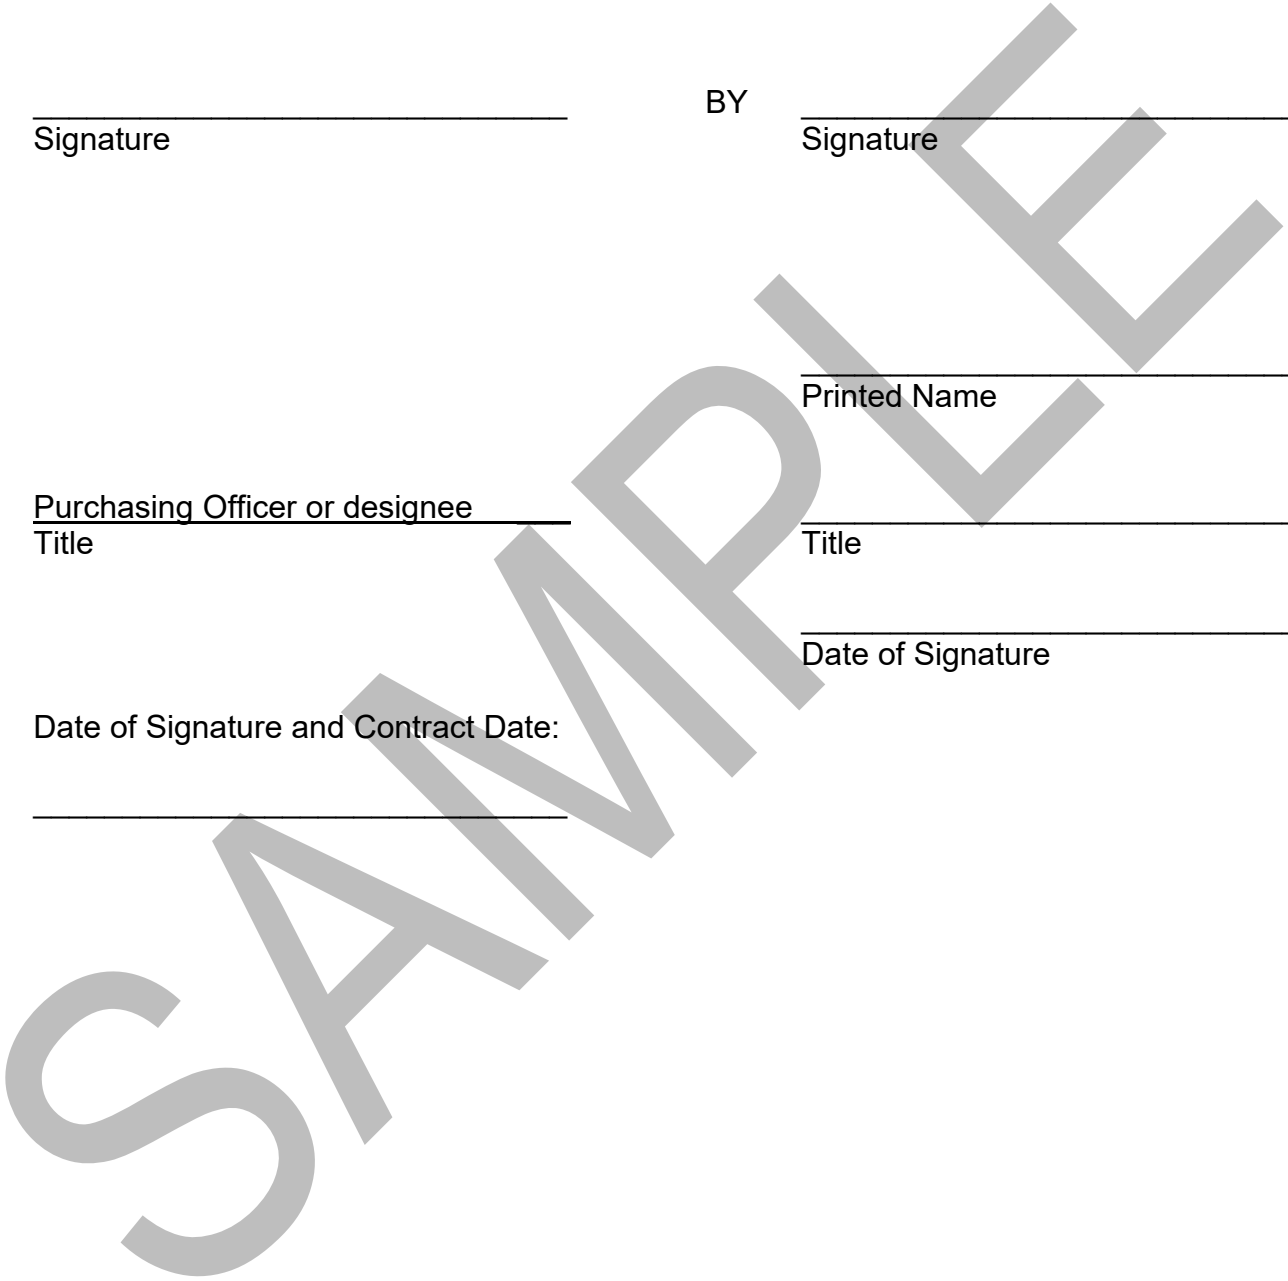 BY
Signature
Signature
Printed Name
Purchasing Officer or designee
Title
Title
Date of Signature
Date of Signature and Contract Date:
SAMPLE